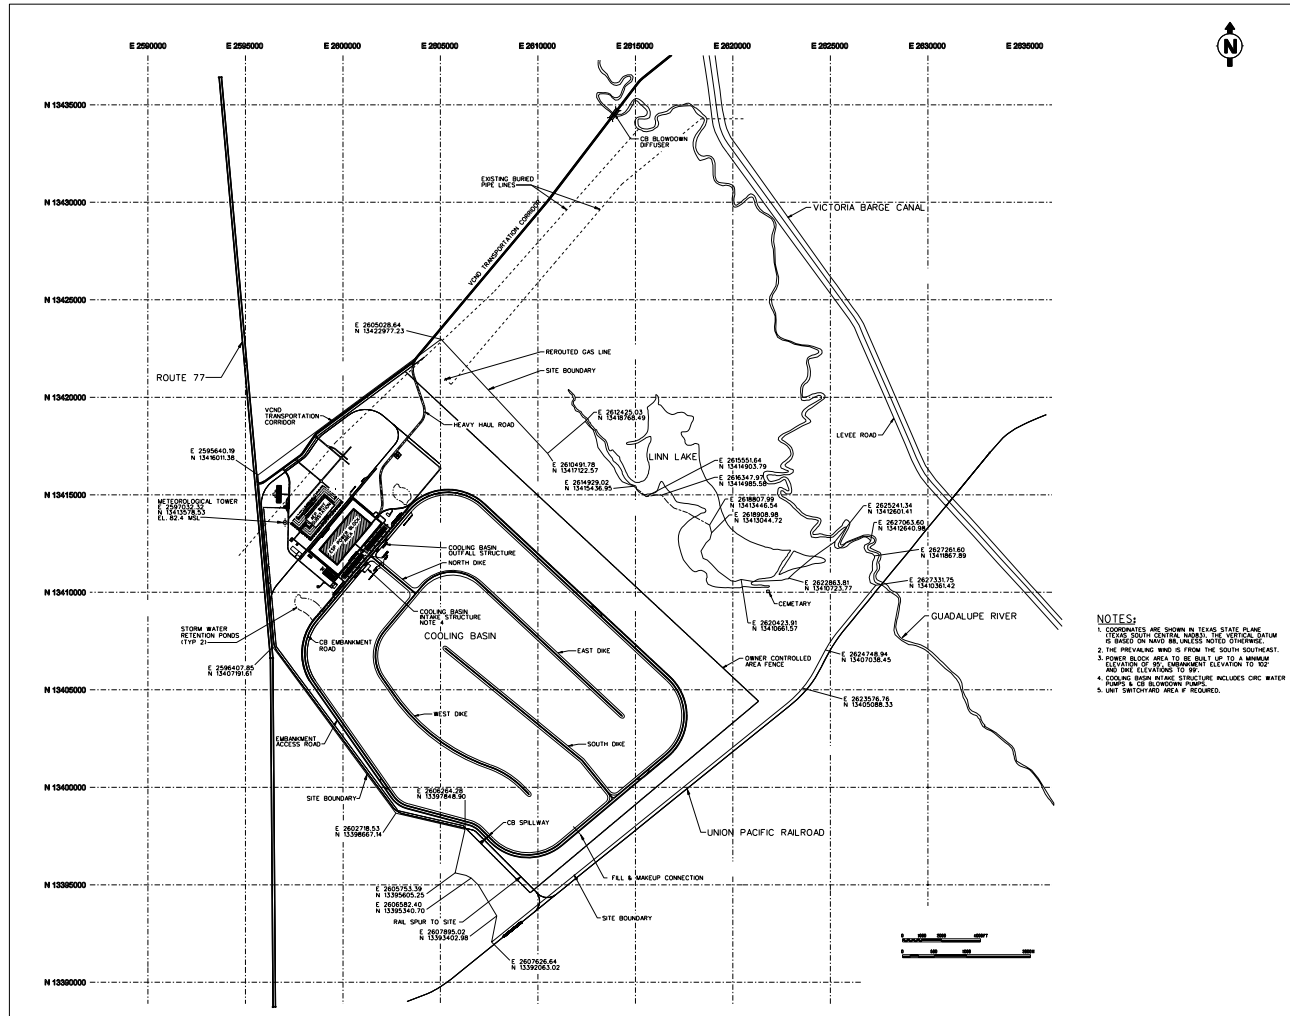 E 2590000
E 2595000
E 2600000
E 2605000
E 2610000
E 2615000
E 2620000
E 2625000
E 2630000
E 2635000
N
N 13435000
CB BLOWDOWN
DIFFUSER
EXISTING BURIED
PIPE LINES
N 13430000
VICTORIA BARGE CANAL
VCND TRANSPORTATION CORRIDOR
N 13425000
E 2605028.64
N 13422977.23
REROUTED GAS LINE
SITE BOUNDARY
ROUTE 77
N 13420000
VCND
TRANSPORTATION
CORRIDOR
HEAVY HAUL ROAD
E 2612425.03
N 13418768.49
LEVEE ROAD
E 2595640.19
N 13416011.38
E 2610491.78
N 13417122.57
LINN LAKE
E 2615551.64
N 13414903.79
E 2614929.02
N 13415436.95
E 2616347.97
N 13414985.58
N 13415000
METEOROLOGICAL TOWER
E 2597032.32
N 13413578.53
EL. 82.4 MSL
E 2618807.99
N 13413446.54
E 2618908.98
N 13413044.72
E 2625241.34
N 13412601.41
E 2627063.60
N 13412640.98
COOLING BASIN
OUTFALL STRUCTURE
NORTH DIKE
E 2627261.60
N 13411867.89
N 13410000
E 2622863.81
N 13410723.77
E 2627331.75
N 13410361.42
CEMETARY
COOLING BASIN
INTAKE STRUCTURE
NOTE 4
GUADALUPE RIVER
STORM WATER
RETENTION PONDS
(TYP 2)
CB EMBANKMENT
ROAD
COOLING BASIN
E 2620423.91
N 13410661.57
EAST DIKE
OWNER CONTROLLED
AREA FENCE
E 2624748.94
N 13407038.45
E 2596407.85
N 13407191.61
N 13405000
E 2623576.76
N 13405088.33
WEST DIKE
EMBANKMENT
ACCESS ROAD
SOUTH DIKE
N 13400000
SITE BOUNDARY
E 2606264.28
N 13397848.90
E 2602718.53
N 13398667.14
CB SPILLWAY
UNION PACIFIC RAILROAD
N 13395000
FILL & MAKEUP CONNECTION
E 2605753.39
N 13395605.25
E 2606582.40
N 13395340.70
RAIL SPUR TO SITE
SITE BOUNDARY
E 2607895.02
N 13393402.98
E 2607626.64
N 13392063.02
N 13390000
NOTES:
1. COORDINATES ARE SHOWN IN TEXAS STATE PLANE
(TEXAS SOUTH CENTRAL NAD83). THE VERTICAL DATUM
IS BASED ON NAVD 88, UNLESS NOTED OTHERWISE.
2. THE PREVAILING WIND IS FROM THE SOUTH SOUTHEAST.
3. POWER BLOCK AREA TO BE BUILT UP TO A MINIMUM
ELEVATION OF 95', EMBANKMENT ELEVATION TO 102'
AND DIKE ELEVATIONS TO 99'.
4. COOLING BASIN INTAKE STRUCTURE INCLUDES CIRC WATER
PUMPS & CB BLOWDOWN PUMPS.
5. UNIT SWITCHYARD AREA IF REQUIRED.